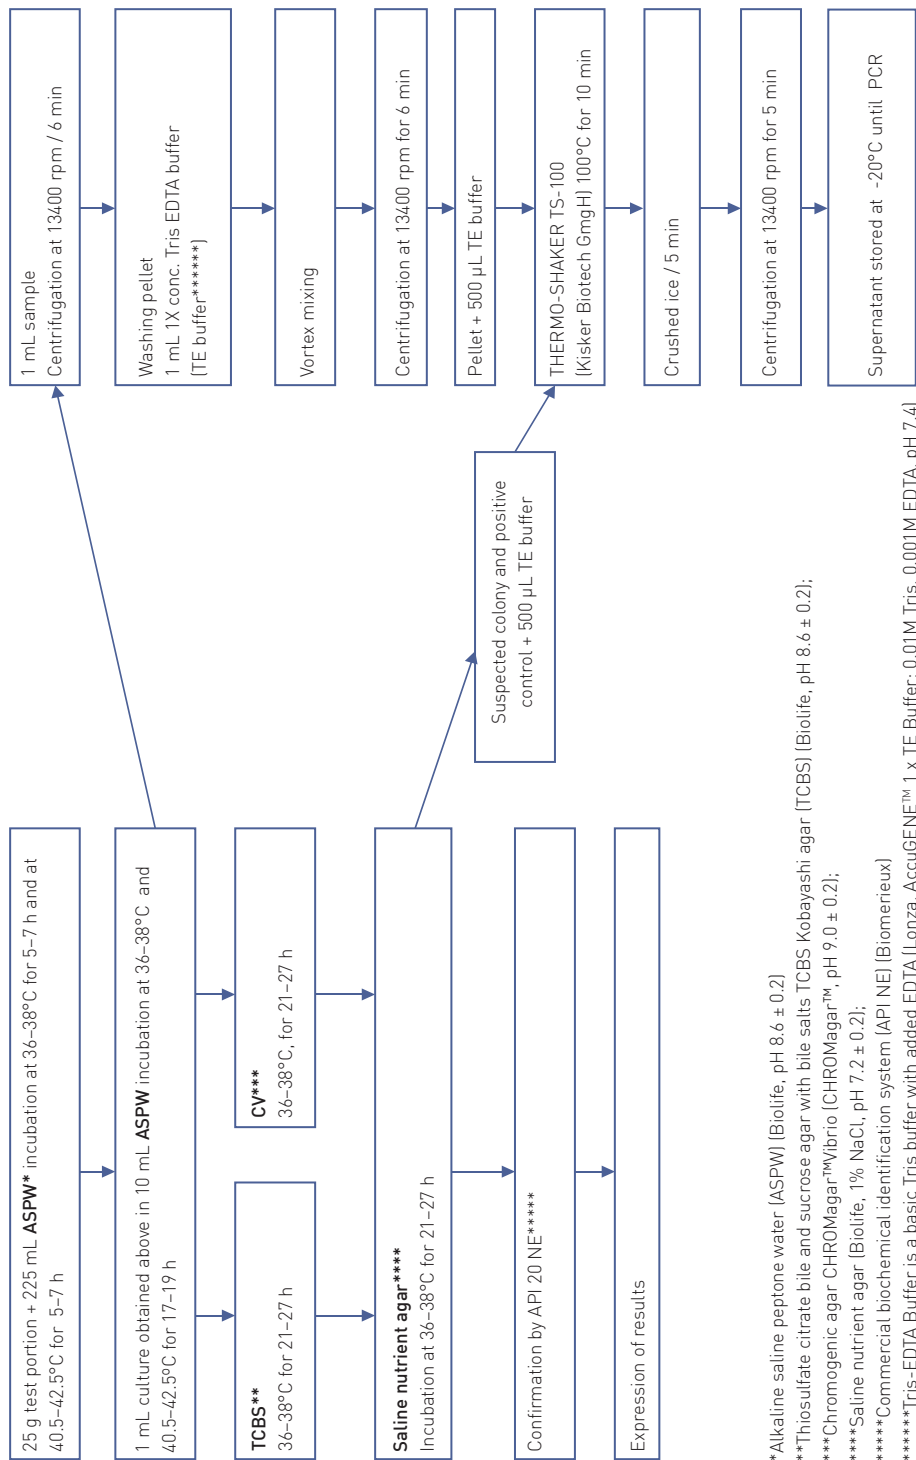 25 g test portion + 225 mL ASPW* incubation at 36–38°C for 5–7 h and at
40.5–42.5°C for 5–7 h
1 mL culture obtained above in 10 mL ASPW incubation at 36–38°C and
40.5–42.5°C for 17–19 h
TCBS**
36–38°C for 21–27 h
CV***
36–38°C, for 21–27 h
Saline nutrient agar****
Incubation at 36–38°C for 21–27 h
Confirmation by API 20 NE*****
Expression of results
Suspected colony and positive
control + 500 µL TE buffer
1 mL sample
Centrifugation at 13400 rpm / 6 min
Washing pellet
1 mL 1X conc. Tris EDTA buffer
(TE buffer******)
Vortex mixing
Centrifugation at 13400 rpm for 6 min
Pellet + 500 µL TE buffer
THERMO-SHAKER TS-100
(Kisker Biotech GmgH) 100°C for 10 min
Crushed ice / 5 min
Centrifugation at 13400 rpm for 5 min
Supernatant stored at -20°C until PCR
*Alkaline saline peptone water (ASPW) (Biolife, pH 8.6 ± 0.2)
**Thiosulfate citrate bile and sucrose agar with bile salts TCBS Kobayashi agar (TCBS) (Biolife, pH 8.6 ± 0.2);
***Chromogenic agar CHROMagar™Vibrio (CHROMagar™, pH 9.0 ± 0.2);
****Saline nutrient agar (Biolife, 1% NaCl, pH 7.2 ± 0.2);
*****Commercial biochemical identification system (API NE) (Biomerieux)
******Tris-EDTA Buffer is a basic Tris buffer with added EDTA (Lonza, AccuGENE™ 1 x TE Buffer: 0.01M Tris, 0.001M EDTA, pH 7.4)